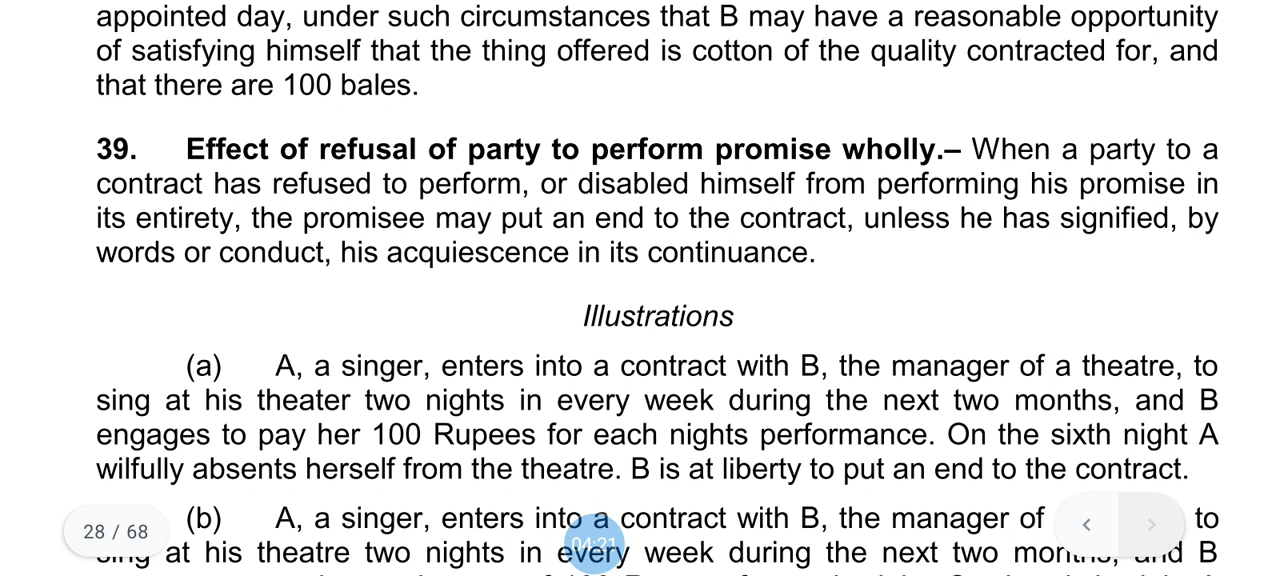 appointed day, under such circumstances that B may have a reasonable opportunity
of satisfying himself that the thing offered is cotton of the quality contracted for, and
that there are 100 bales.
39. Effect of refusal of party to perform promise wholly.– When a party to a
contract has refused to perform, or disabled himself from performing his promise in
its entirety, the promisee may put an end to the contract, unless he has signified, by
words or conduct, his acquiescence in its continuance.
Illustrations
(a) A, a singer, enters into a contract with B, the manager of a theatre, to
sing at his theater two nights in every week during the next two months, and B
engages to pay her 100 Rupees for each nights performance. On the sixth night A
wilfully absents herself from the theatre. B is at liberty to put an end to the contract.
28 / 68 (b) A, a singer, enters into a contract with B, the manager of to
04:21
sing at his theatre two nights in every week during the next two months, and B